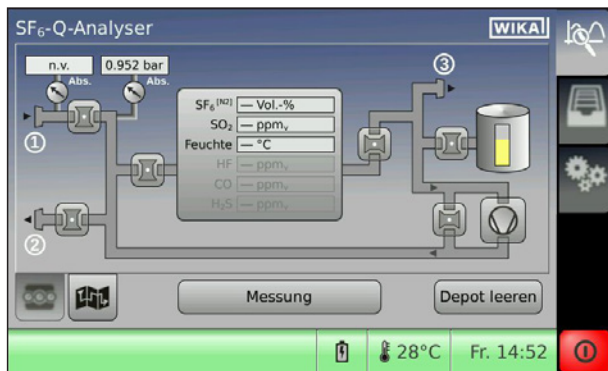 SF₆-Q-Analyser
WIKA
n.v.
0.952 bar
Abs.
Abs.
①
②
③
SF₆ [N2] — Vol.-%
SO₂ — ppmᵥ
Feuchte — °C
HF — ppmᵥ
CO — ppmᵥ
H₂S — ppmᵥ
Messung
Depot leeren
28°C
Fr. 14:52